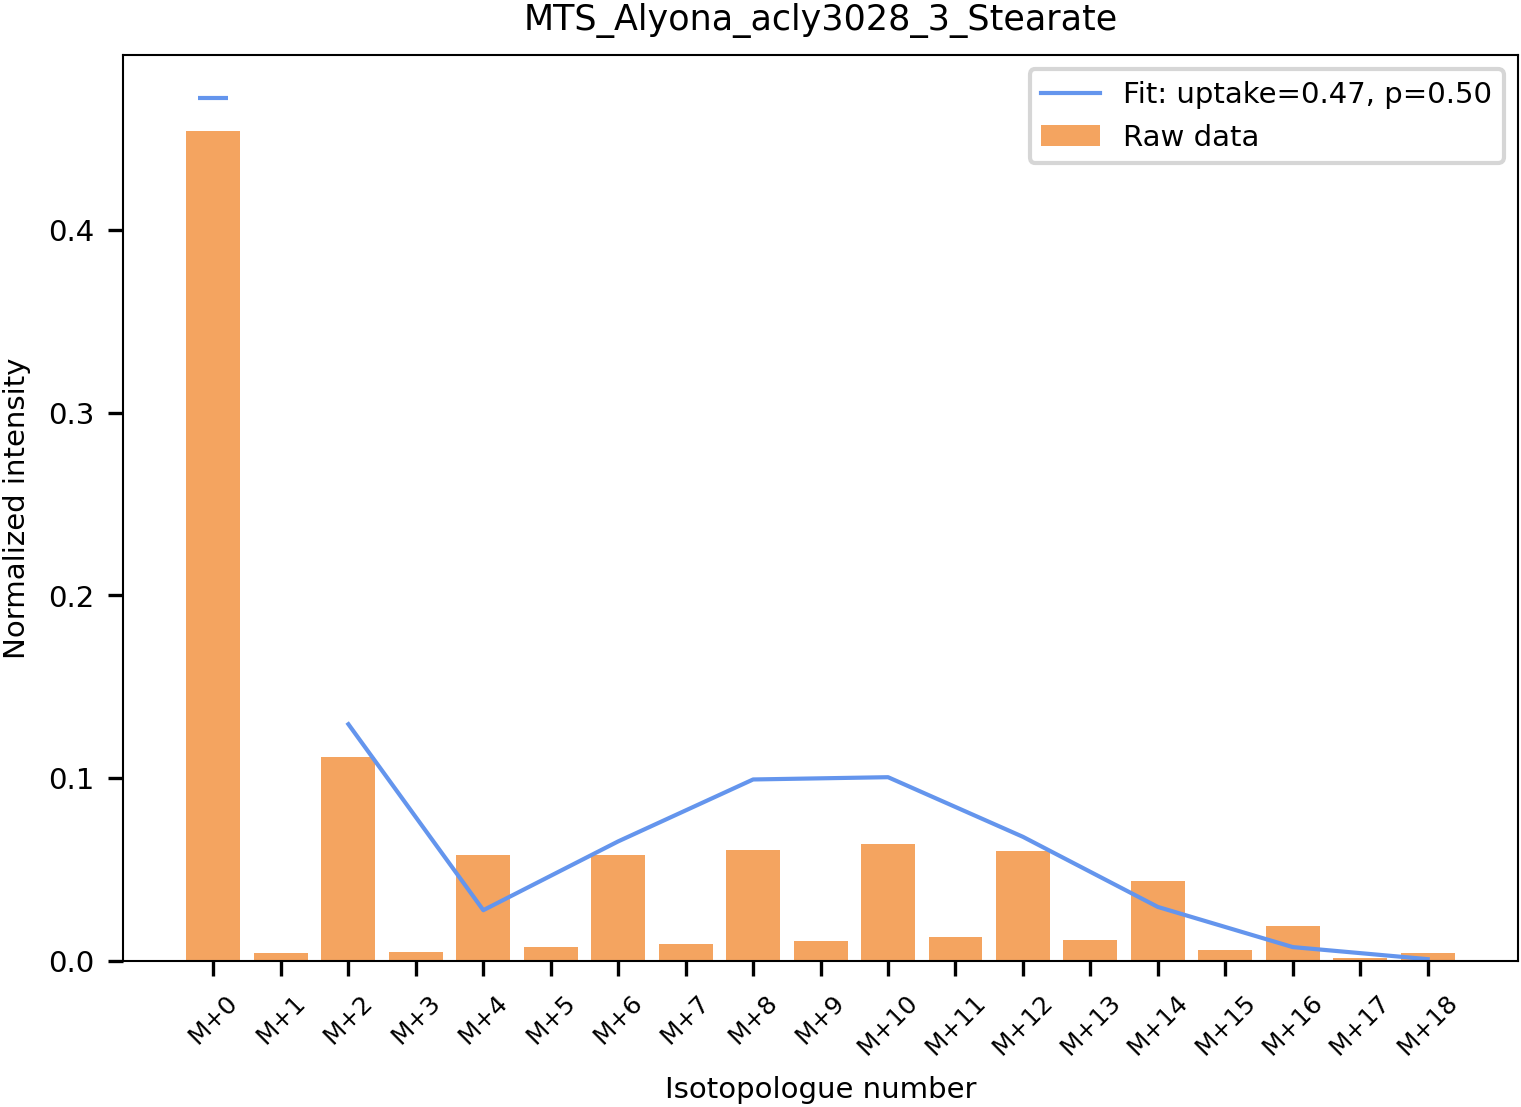 MTS_Alyona_acly3028_3_Stearate
Fit: uptake=0.47, p=0.50
Raw data
Normalized intensity
0.4
0.3
0.2
0.1
0.0
M+0
M+1
M+2
M+3
M+4
M+5
M+6
M+7
M+8
M+9
M+10
M+11
M+12
M+13
M+14
M+15
M+16
M+17
M+18
Isotopologue number